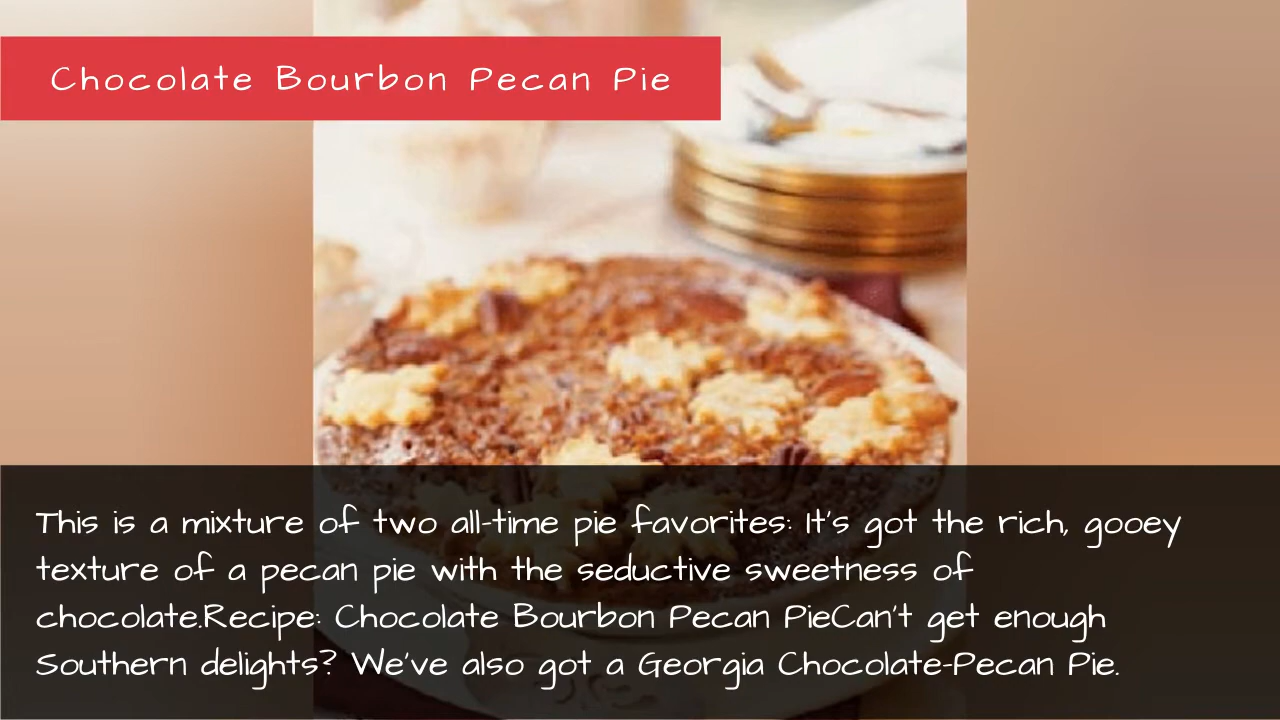 Chocolate Bourbon Pecan Pie
This is a mixture of two all-time pie favorites: It's got the rich, gooey
texture of a pecan pie with the seductive sweetness of
chocolate.Recipe: Chocolate Bourbon Pecan PieCan't get enough
Southern delights? We've also got a Georgia Chocolate-Pecan Pie.